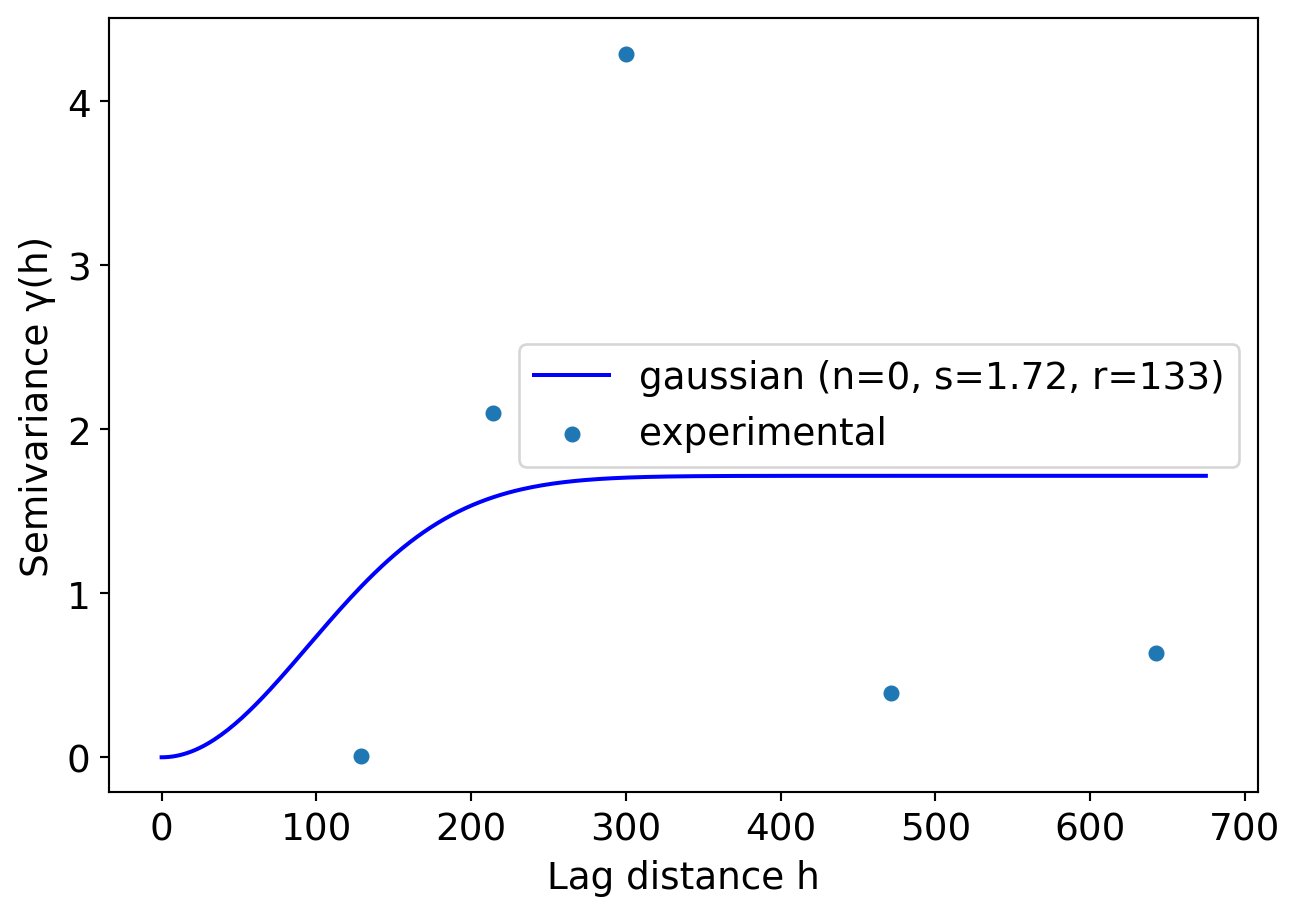 4
3
2
1
0
Semivariance γ(h)
gaussian (n=0, s=1.72, r=133)
experimental
0 100 200 300 400 500 600 700
Lag distance h